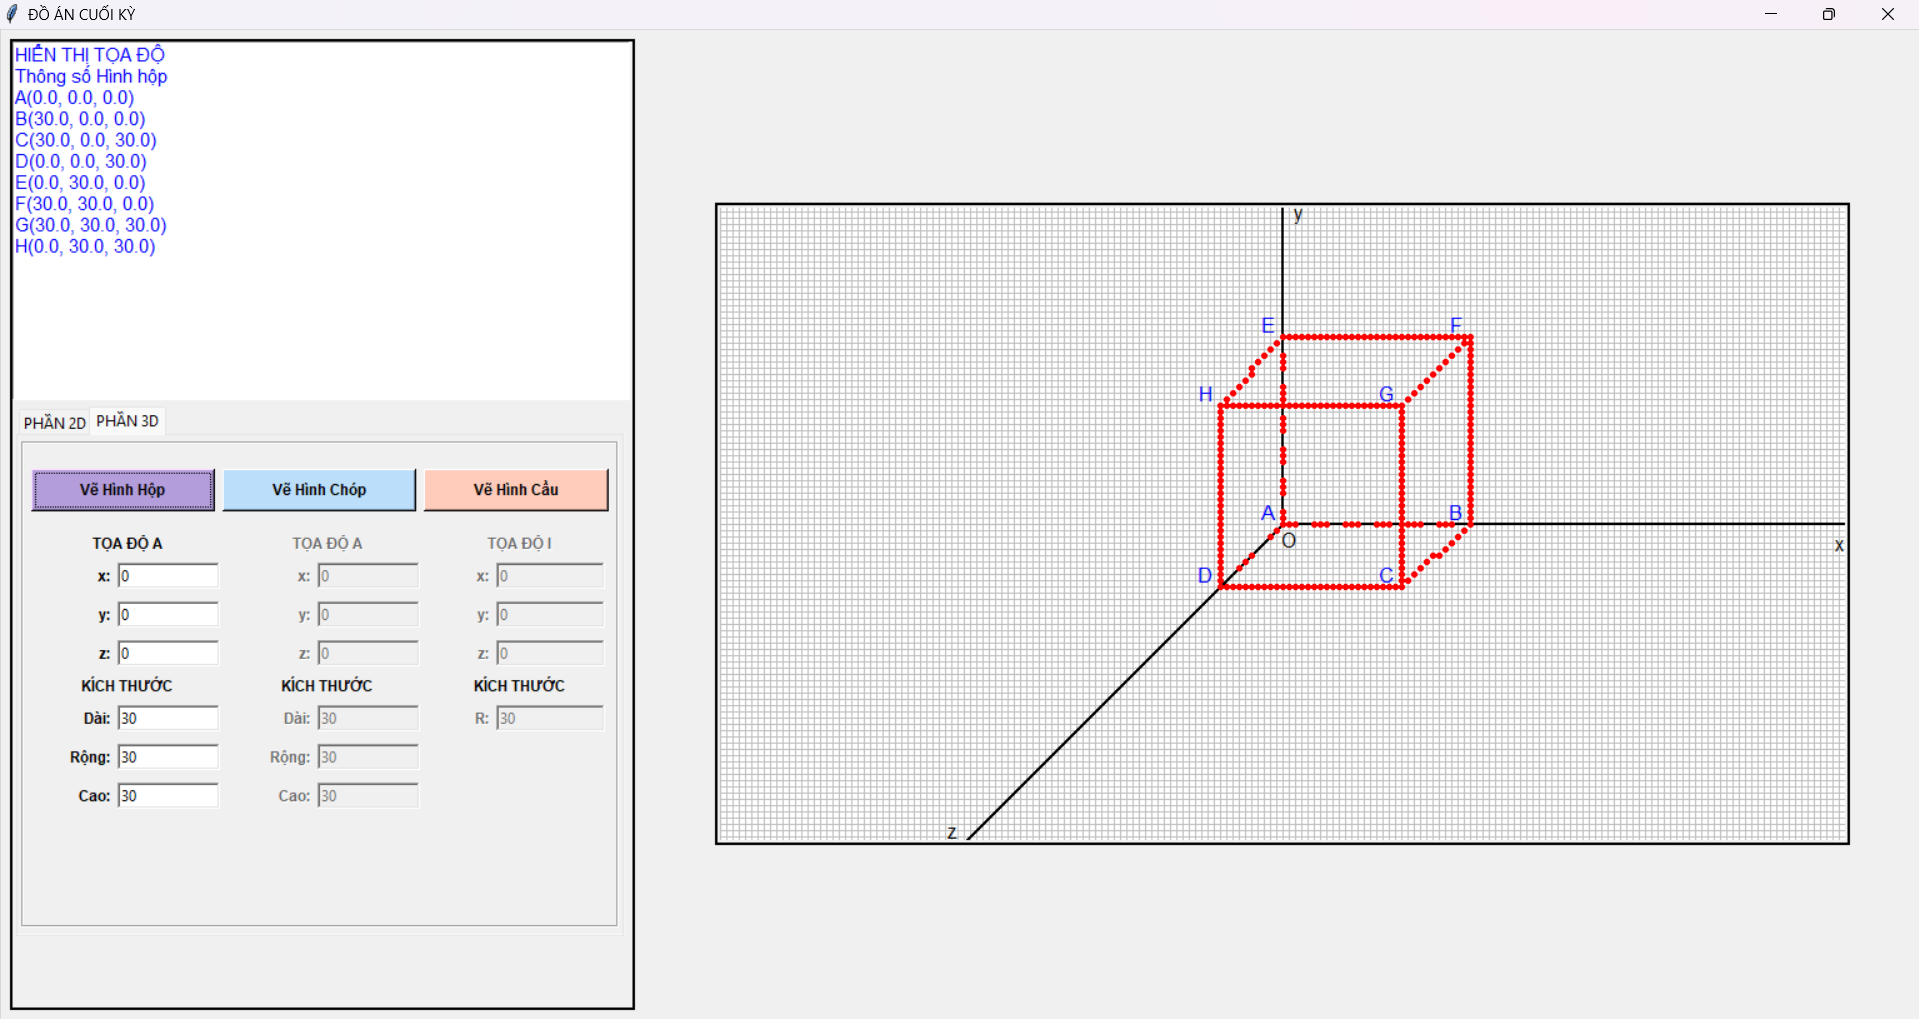 ĐỒ ÁN CUỐI KỲ
HIỂN THỊ TỌA ĐỘ
Thông số Hình hộp
A(0.0, 0.0, 0.0)
B(30.0, 0.0, 0.0)
C(30.0, 0.0, 30.0)
D(0.0, 0.0, 30.0)
E(0.0, 30.0, 0.0)
F(30.0, 30.0, 0.0)
G(30.0, 30.0, 30.0)
H(0.0, 30.0, 30.0)
PHẦN 2D PHẦN 3D
Vẽ Hình Hộp Vẽ Hình Chóp Vẽ Hình Cầu
TỌA ĐỘ A TỌA ĐỘ A TỌA ĐỘ I
x: 0 x: 0 x: 0
y: 0 y: 0 y: 0
z: 0 z: 0 z: 0
KÍCH THƯỚC KÍCH THƯỚC KÍCH THƯỚC
Dài: 30 Dài: 30 R: 30
Rộng: 30 Rộng: 30
Cao: 30 Cao: 30
y
E F
H G
A B
O x
D C
z